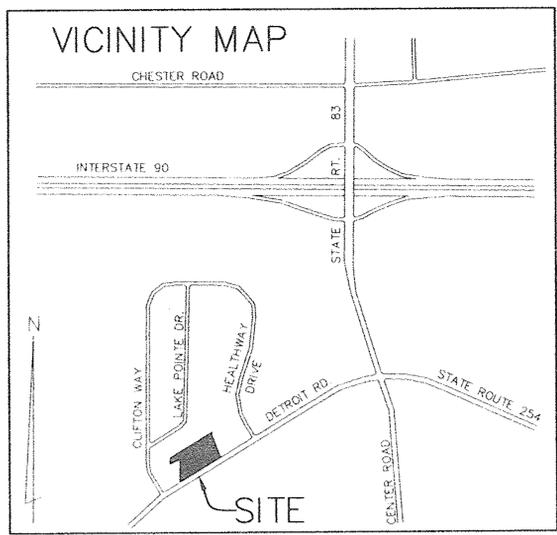 VICINITY MAP
CHESTER ROAD
STATE RT. 83
INTERSTATE 90
N
CLIFTON WAY
LAKE POINTE DR.
HEALTHWAY
DRIVE
DETROIT RD.
STATE ROUTE 254
CENTER ROAD
SITE